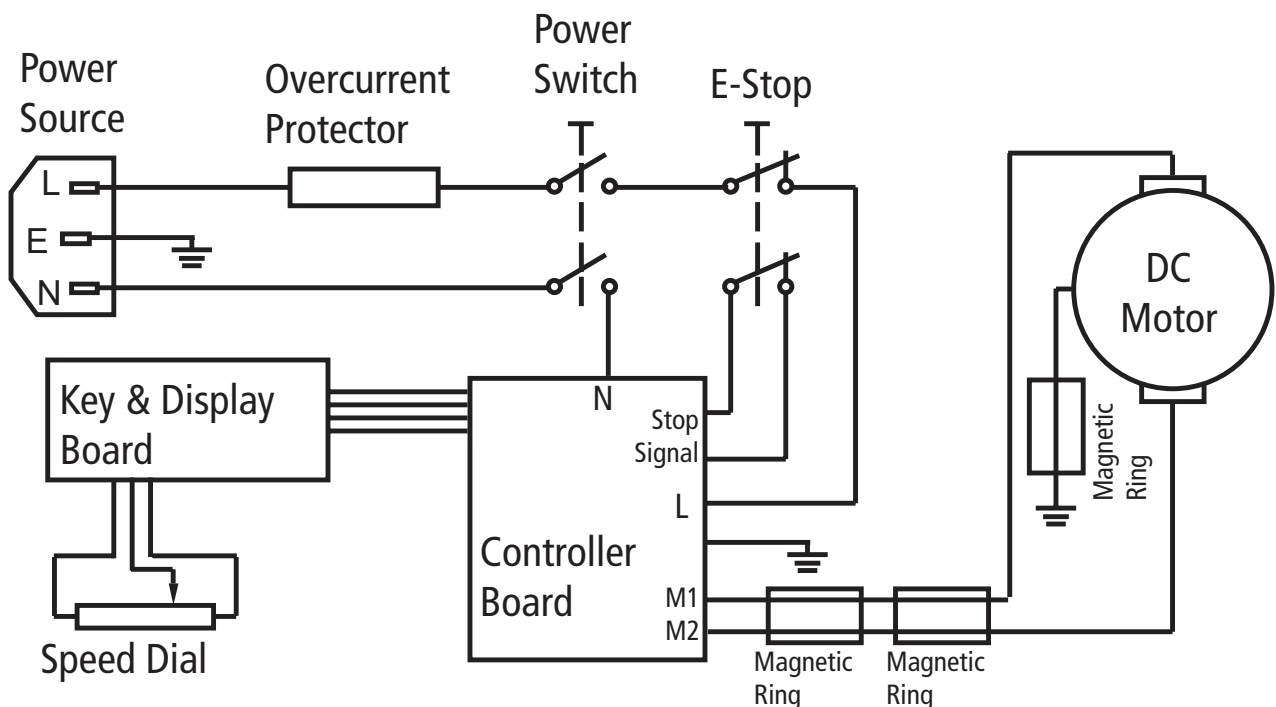 Power
Source
Overcurrent
Protector
Power
Switch
E-Stop
L
E
N
DC
Motor
Key & Display
Board
N
Stop
Signal
L
Controller
Board
M1
M2
Magnetic
Ring
Speed Dial
Magnetic
Ring
Magnetic
Ring